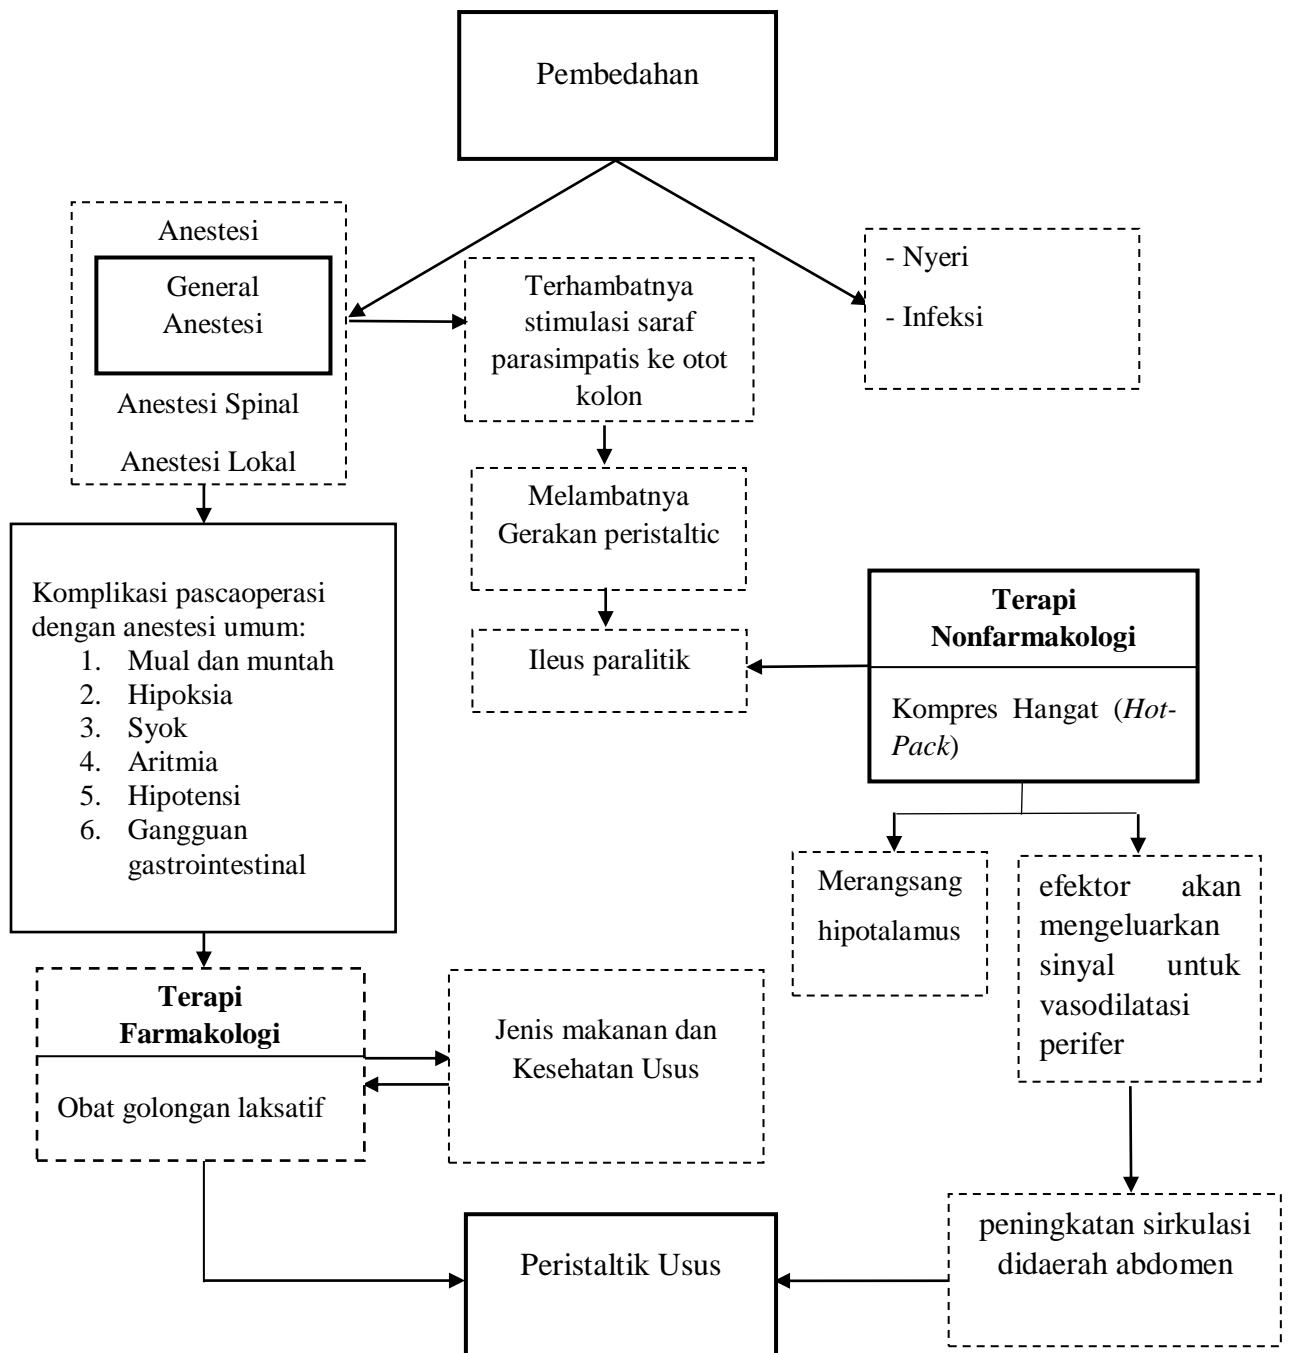 Pembedahan
Anestesi
General
Anestesi
Anestesi Spinal
Anestesi Lokal
Terhambatnya
stimulasi saraf
parasimpatis ke otot
kolon
- Nyeri
- Infeksi
Melambatnya
Gerakan peristaltic
Ileus paralitik
Komplikasi pascaoperasi
dengan anestesi umum:
1. Mual dan muntah
2. Hipoksia
3. Syok
4. Aritmia
5. Hipotensi
6. Gangguan
gastrointestinal
Terapi
Nonfarmakologi
Kompres Hangat (Hot-
Pack)
Merangsang
hipotalamus
efektor akan
mengeluarkan
sinyal untuk
vasodilatasi
perifer
Terapi
Farmakologi
Obat golongan laksatif
Jenis makanan dan
Kesehatan Usus
peningkatan sirkulasi
didaerah abdomen
Peristaltik Usus